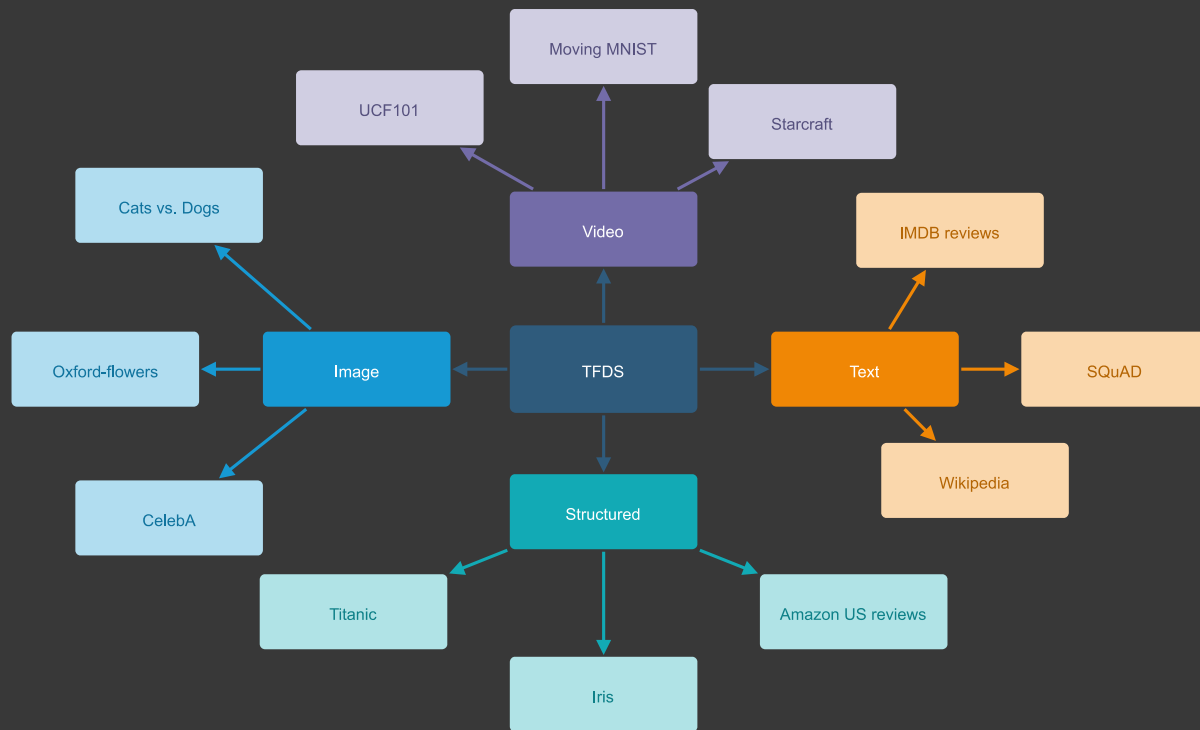 Moving MNIST
UCF101
Starcraft
Cats vs. Dogs
Video
IMDB reviews
Oxford-flowers
Image
TFDS
Text
SQuAD
Wikipedia
CelebA
Structured
Titanic
Amazon US reviews
Iris